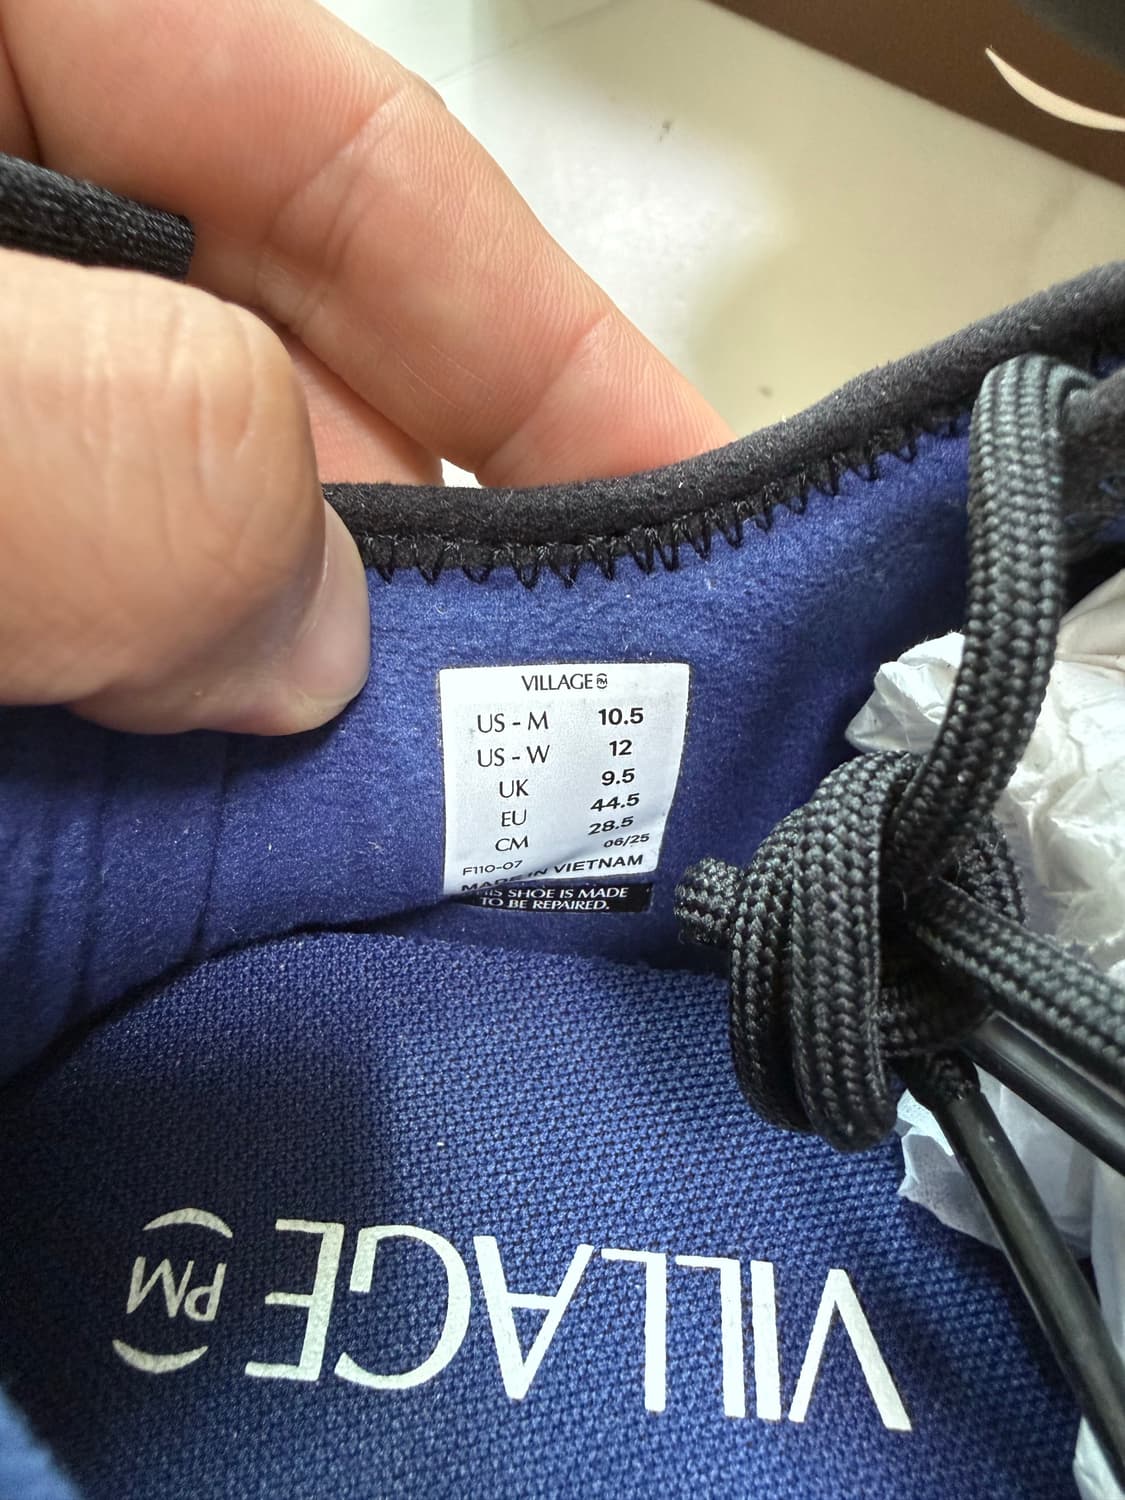 VILLAGE PM
US - M 10.5
US - W 12
UK 9.5
EU 44.5
CM 28.5
F110-07 06/25
MADE IN VIETNAM
THIS SHOE IS MADE
TO BE REPAIRED.
VILLAGE (PM)